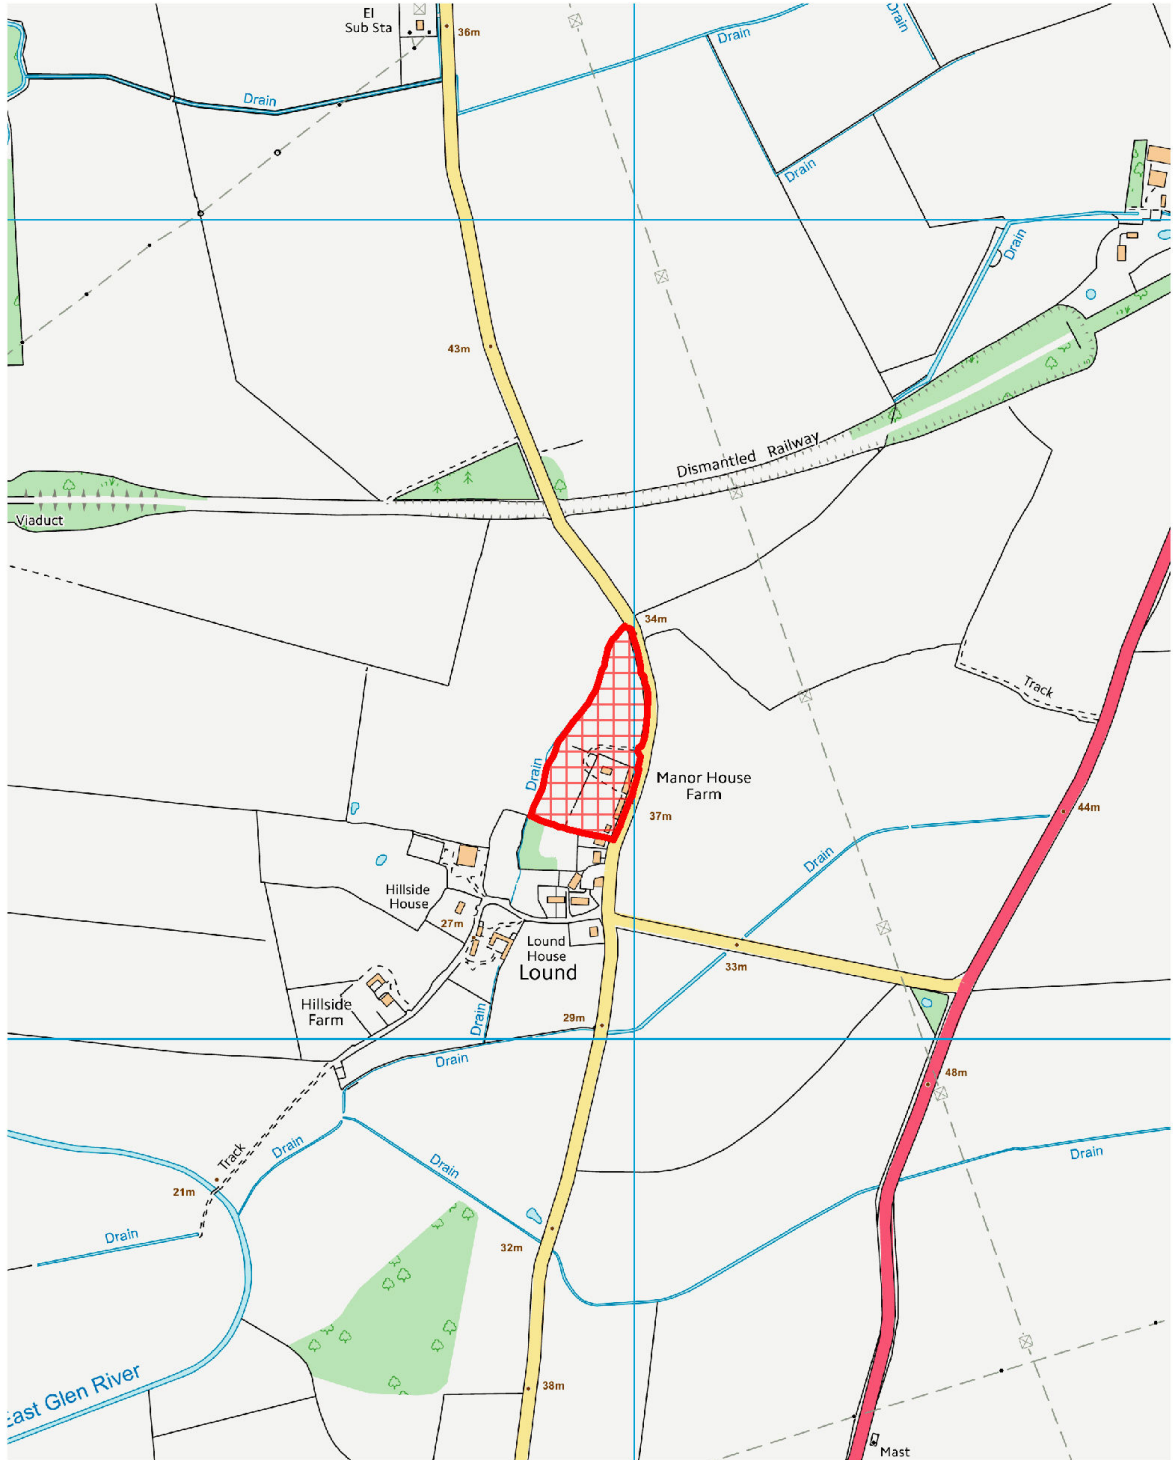 El
Sub Sta
36m
Drain
Drain
Drain
Drain
Drain
43m
Dismantled Railway
Viaduct
34m
Track
Drain
Manor House
Farm
37m
44m
Drain
Hillside
House
27m
Lound
House
Lound
33m
Hillside
Farm
Drain
29m
Drain
48m
Track
Drain
Drain
Drain
21m
Drain
32m
East Glen River
38m
Mast